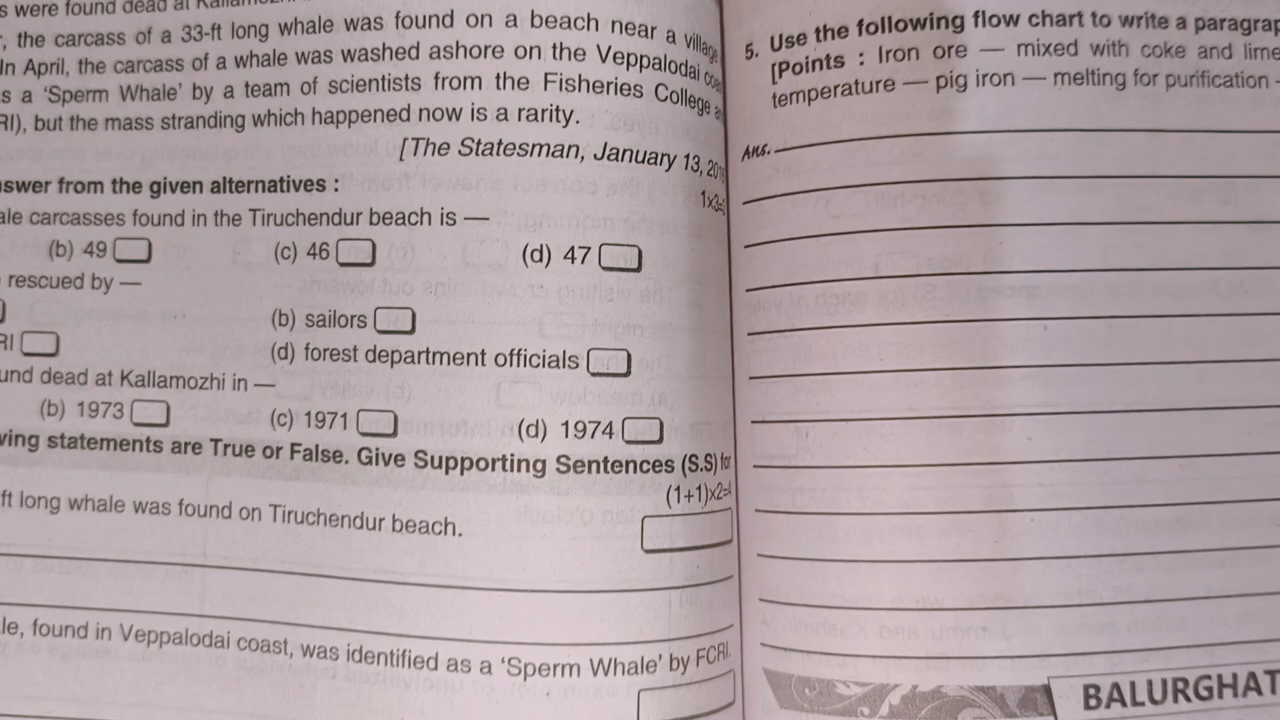 s were found dead at
, the carcass of a 33-ft long whale was found on a beach near a village
In April, the carcass of a whale was washed ashore on the Veppalodai
s a 'Sperm Whale' by a team of scientists from the Fisheries College
RI), but the mass stranding which happened now is a rarity.
[The Statesman, January 13,
swer from the given alternatives :
1x3=
ale carcasses found in the Tiruchendur beach is —
(b) 49 (c) 46 (d) 47
rescued by —
(b) sailors
RI (d) forest department officials
und dead at Kallamozhi in —
(b) 1973 (c) 1971 (d) 1974
ving statements are True or False. Give Supporting Sentences (S.S) for
(1+1)x2=4
ft long whale was found on Tiruchendur beach.
le, found in Veppalodai coast, was identified as a 'Sperm Whale' by FCRI.
5. Use the following flow chart to write a paragrap
[Points : Iron ore — mixed with coke and lime
temperature — pig iron — melting for purification
Ans.
BALURGHAT